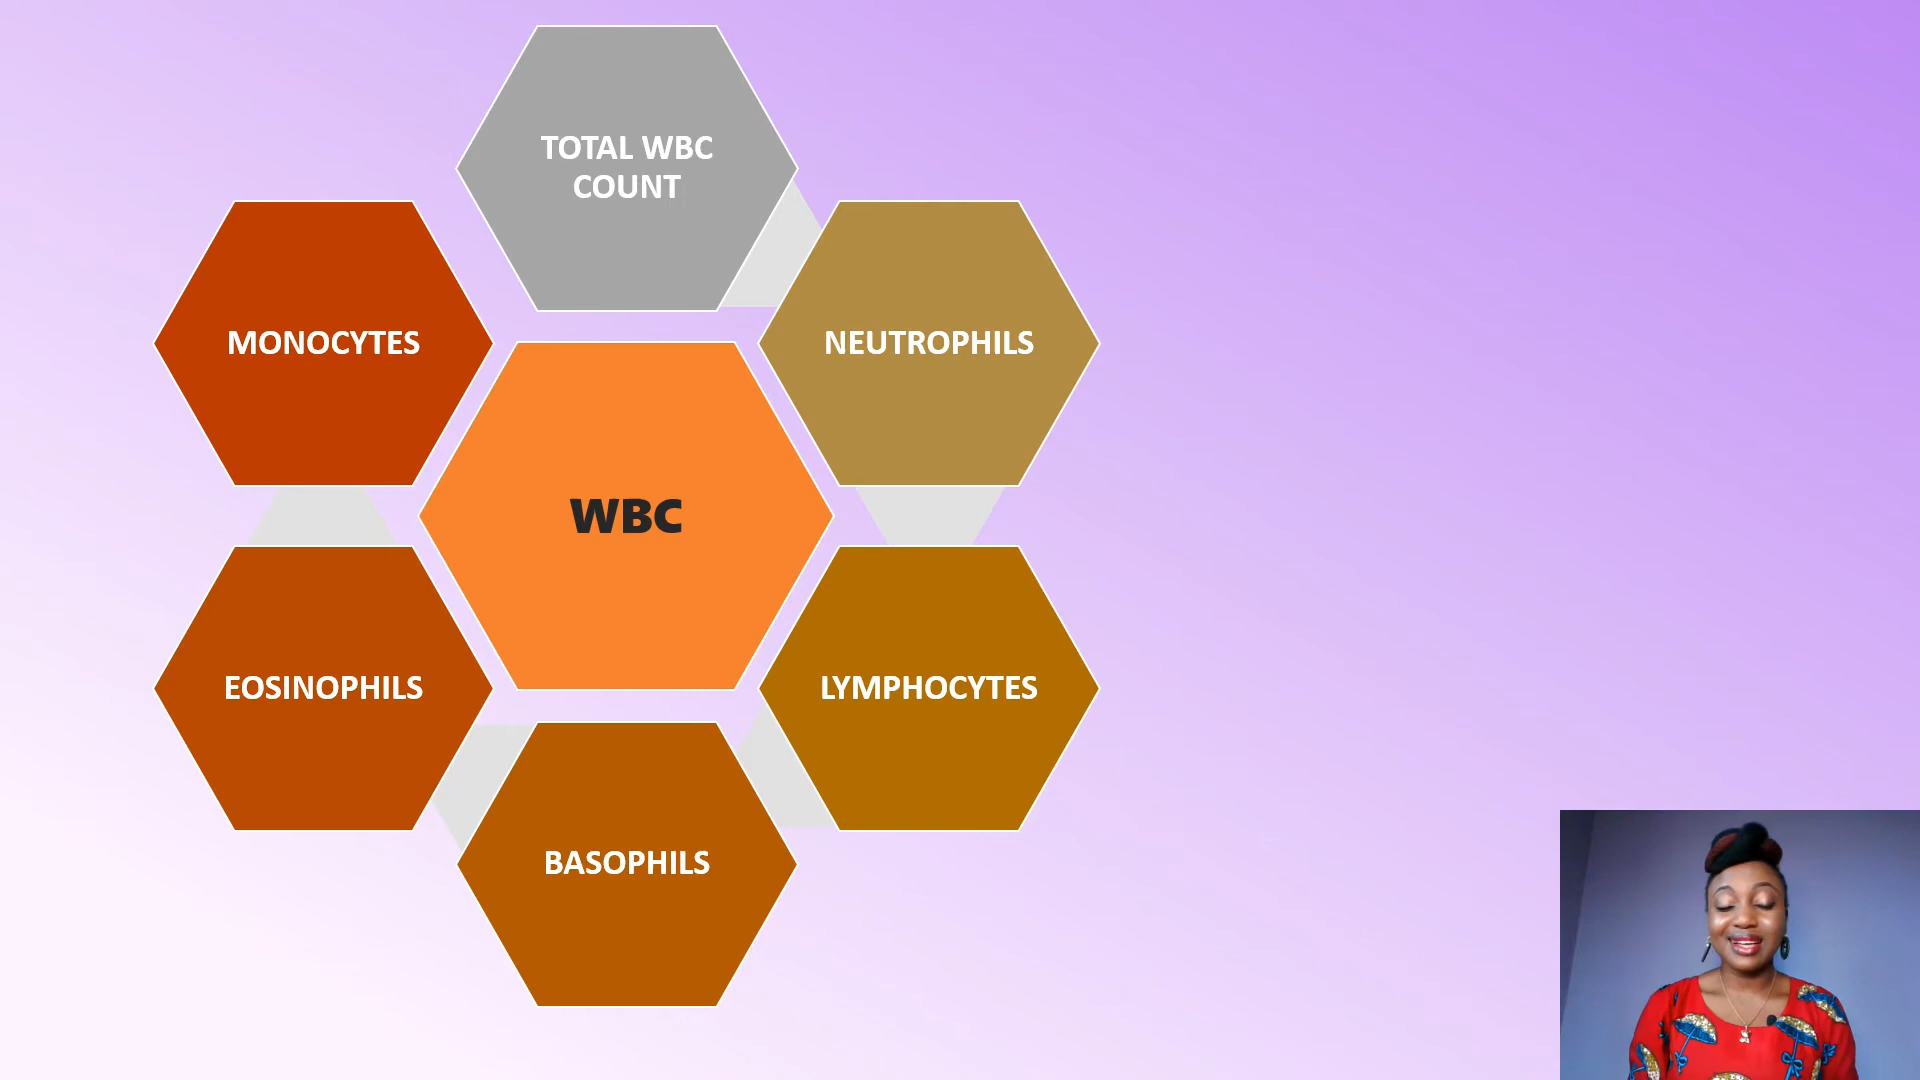 TOTAL WBC
COUNT
MONOCYTES
NEUTROPHILS
WBC
EOSINOPHILS
LYMPHOCYTES
BASOPHILS